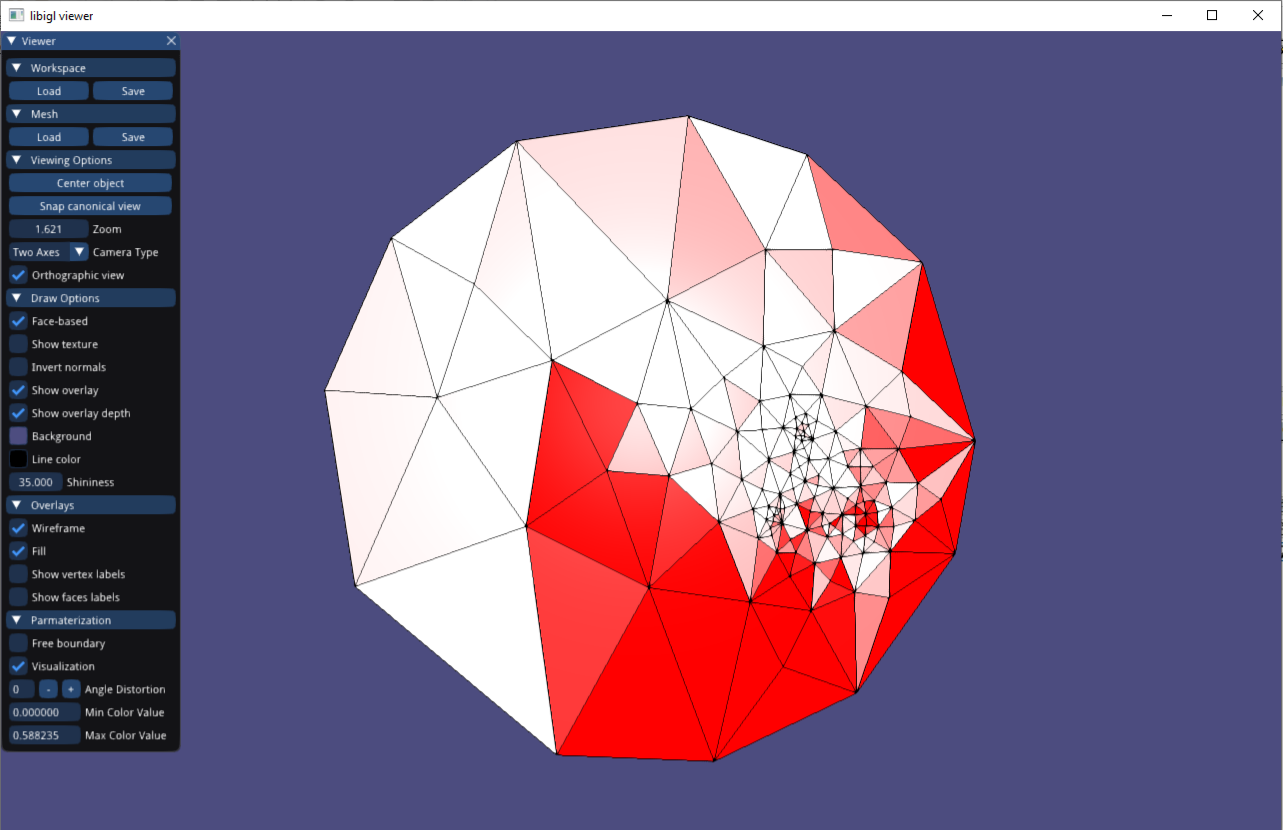 libigl viewer
Viewer
Workspace
Load Save
Mesh
Load Save
Viewing Options
Center object
Snap canonical view
1.621 Zoom
Two Axes Camera Type
Orthographic view
Draw Options
Face-based
Show texture
Invert normals
Show overlay
Show overlay depth
Background
Line color
35.000 Shininess
Overlays
Wireframe
Fill
Show vertex labels
Show faces labels
Parmaterization
Free boundary
Visualization
0 - + Angle Distortion
0.000000 Min Color Value
0.588235 Max Color Value